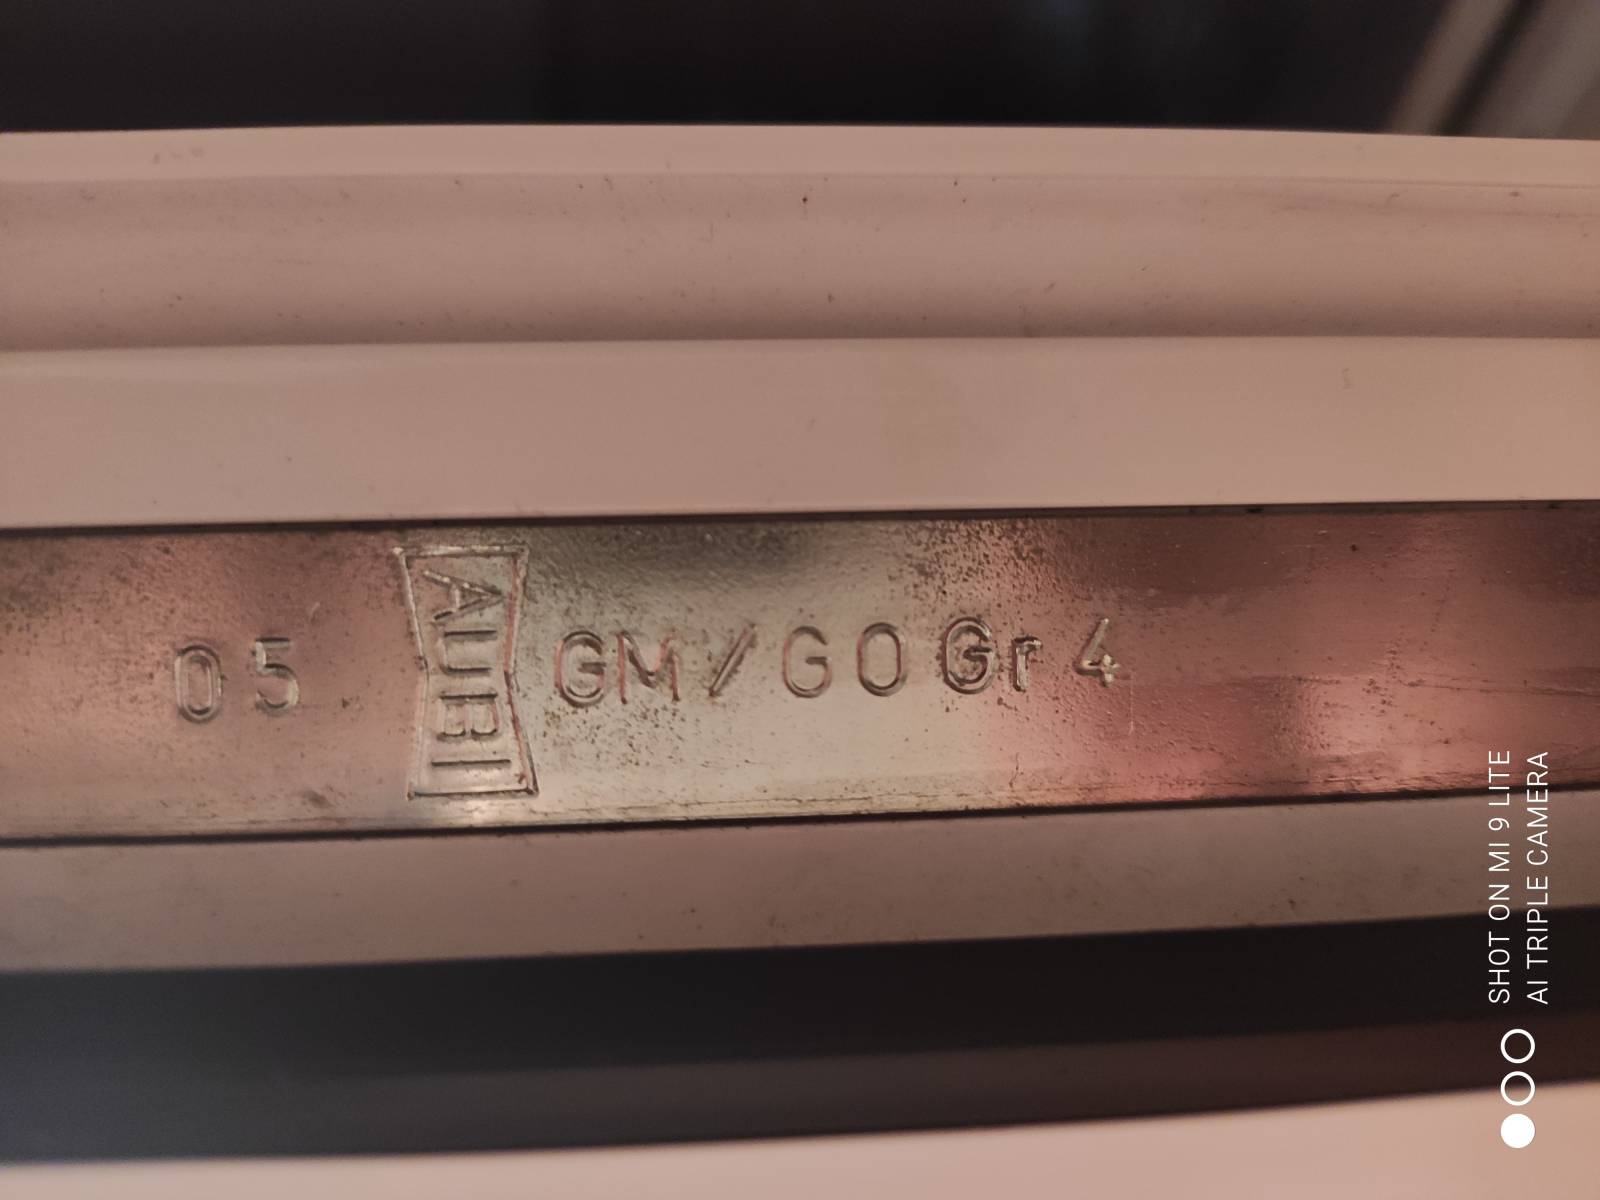 05 AUBI GM/GO Gr 4
SHOT ON MI 9 LITE
AI TRIPLE CAMERA